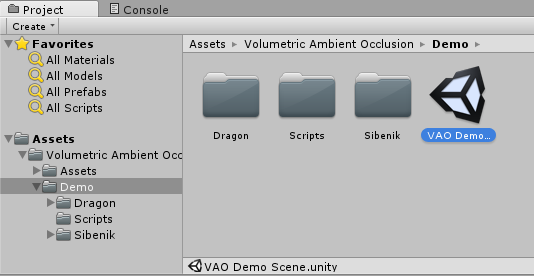 Project
Console
Create
Favorites
All Materials
All Models
All Prefabs
All Scripts
Assets
Volumetric Ambient Occ
Assets
Demo
Dragon
Scripts
Sibenik
Assets Volumetric Ambient Occlusion Demo
Dragon Scripts Sibenik VAO Demo...
VAO Demo Scene.unity